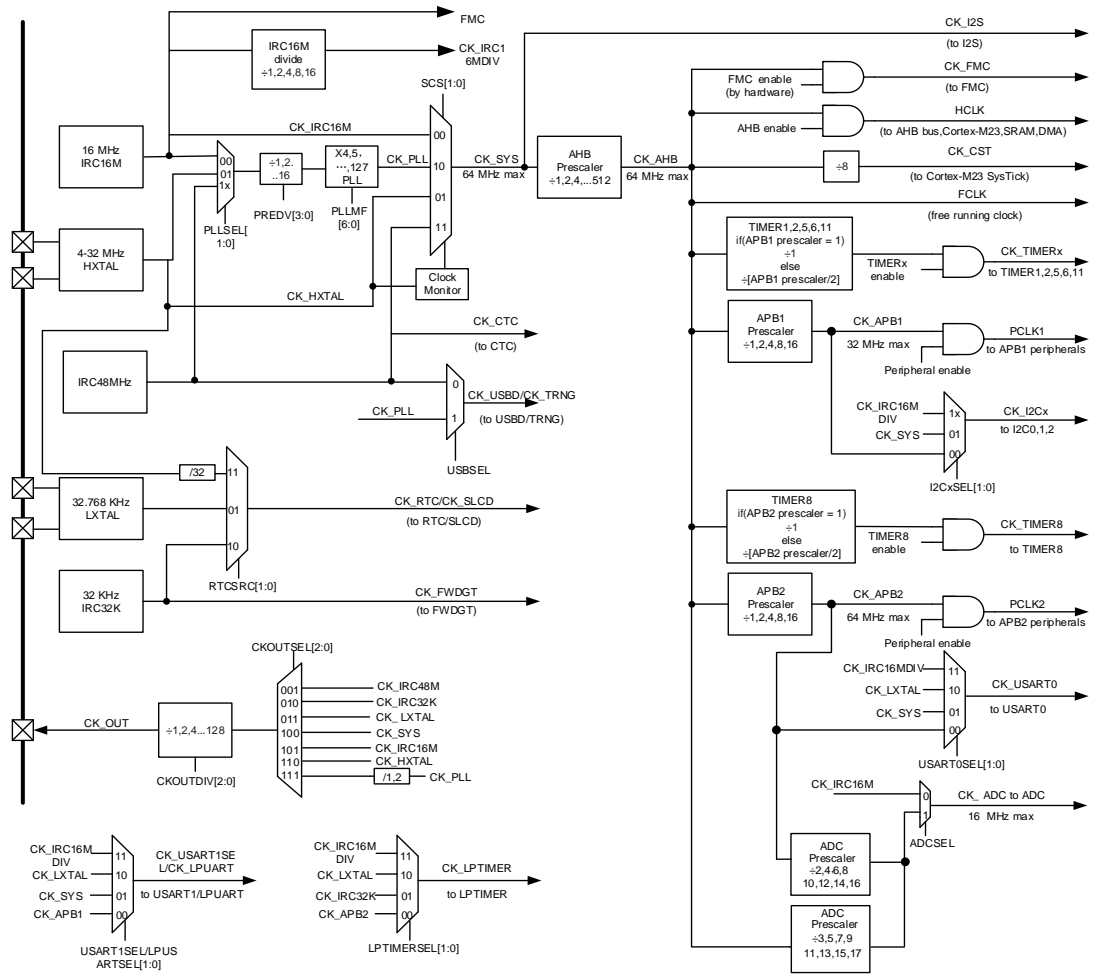 FMC
IRC16M
divide
÷1,2,4,8,16
CK_IRC1
6MDIV
CK_I2S
(to I2S)
SCS[1:0]
FMC enable
(by hardware)
CK_FMC
(to FMC)
AHB enable
HCLK
(to AHB bus,Cortex-M23,SRAM,DMA)
16 MHz
IRC16M
CK_IRC16M
00
01
1x
PLLSEL[
1:0]
÷1,2.
..16
PREDV[3:0]
X4,5,
...,127
PLL
PLLMF
[6:0]
CK_PLL
00
10
01
11
CK_SYS
64 MHz max
AHB
Prescaler
÷1,2,4,...512
CK_AHB
64 MHz max
÷8
CK_CST
(to Cortex-M23 SysTick)
FCLK
(free running clock)
4-32 MHz
HXTAL
Clock
Monitor
CK_HXTAL
TIMER1,2,5,6,11
if(APB1 prescaler = 1)
÷1
else
÷[APB1 prescaler/2]
TIMERx
enable
CK_TIMERx
to TIMER1,2,5,6,11
CK_CTC
(to CTC)
APB1
Prescaler
÷1,2,4,8,16
CK_APB1
32 MHz max
PCLK1
to APB1 peripherals
Peripheral enable
IRC48MHz
0
1
CK_PLL
CK_USBD/CK_TRNG
(to USBD/TRNG)
USBSEL
CK_IRC16M
DIV
CK_SYS
1x
01
00
CK_I2Cx
to I2C0,1,2
I2CxSEL[1:0]
/32
11
01
10
32.768 KHz
LXTAL
CK_RTC/CK_SLCD
(to RTC/SLCD)
RTCSRC[1:0]
TIMER8
if(APB2 prescaler = 1)
÷1
else
÷[APB2 prescaler/2]
TIMER8
enable
CK_TIMER8
to TIMER8
32 KHz
IRC32K
CK_FWDGT
(to FWDGT)
APB2
Prescaler
÷1,2,4,8,16
CK_APB2
64 MHz max
PCLK2
to APB2 peripherals
Peripheral enable
CKOUTSEL[2:0]
001
CK_IRC48M
010
CK_IRC32K
011
CK_ LXTAL
100
CK_SYS
101
CK_IRC16M
110
CK_HXTAL
111
/1,2
CK_PLL
CK_OUT
÷1,2,4...128
CKOUTDIV[2:0]
CK_IRC16MDIV
CK_LXTAL
CK_SYS
11
10
01
00
CK_USART0
to USART0
USART0SEL[1:0]
CK_IRC16M
0
1
CK_ ADC to ADC
16 MHz max
ADCSEL
ADC
Prescaler
÷2,4,6,8
10,12,14,16
ADC
Prescaler
÷3,5,7,9
11,13,15,17
CK_IRC16M
DIV
CK_LXTAL
CK_SYS
CK_APB1
11
10
01
00
CK_USART1SE
L/CK_LPUART
to USART1/LPUART
USART1SEL/LPUS
ARTSEL[1:0]
CK_IRC16M
DIV
CK_LXTAL
CK_IRC32K
CK_APB2
11
10
01
00
CK_LPTIMER
to LPTIMER
LPTIMERSEL[1:0]